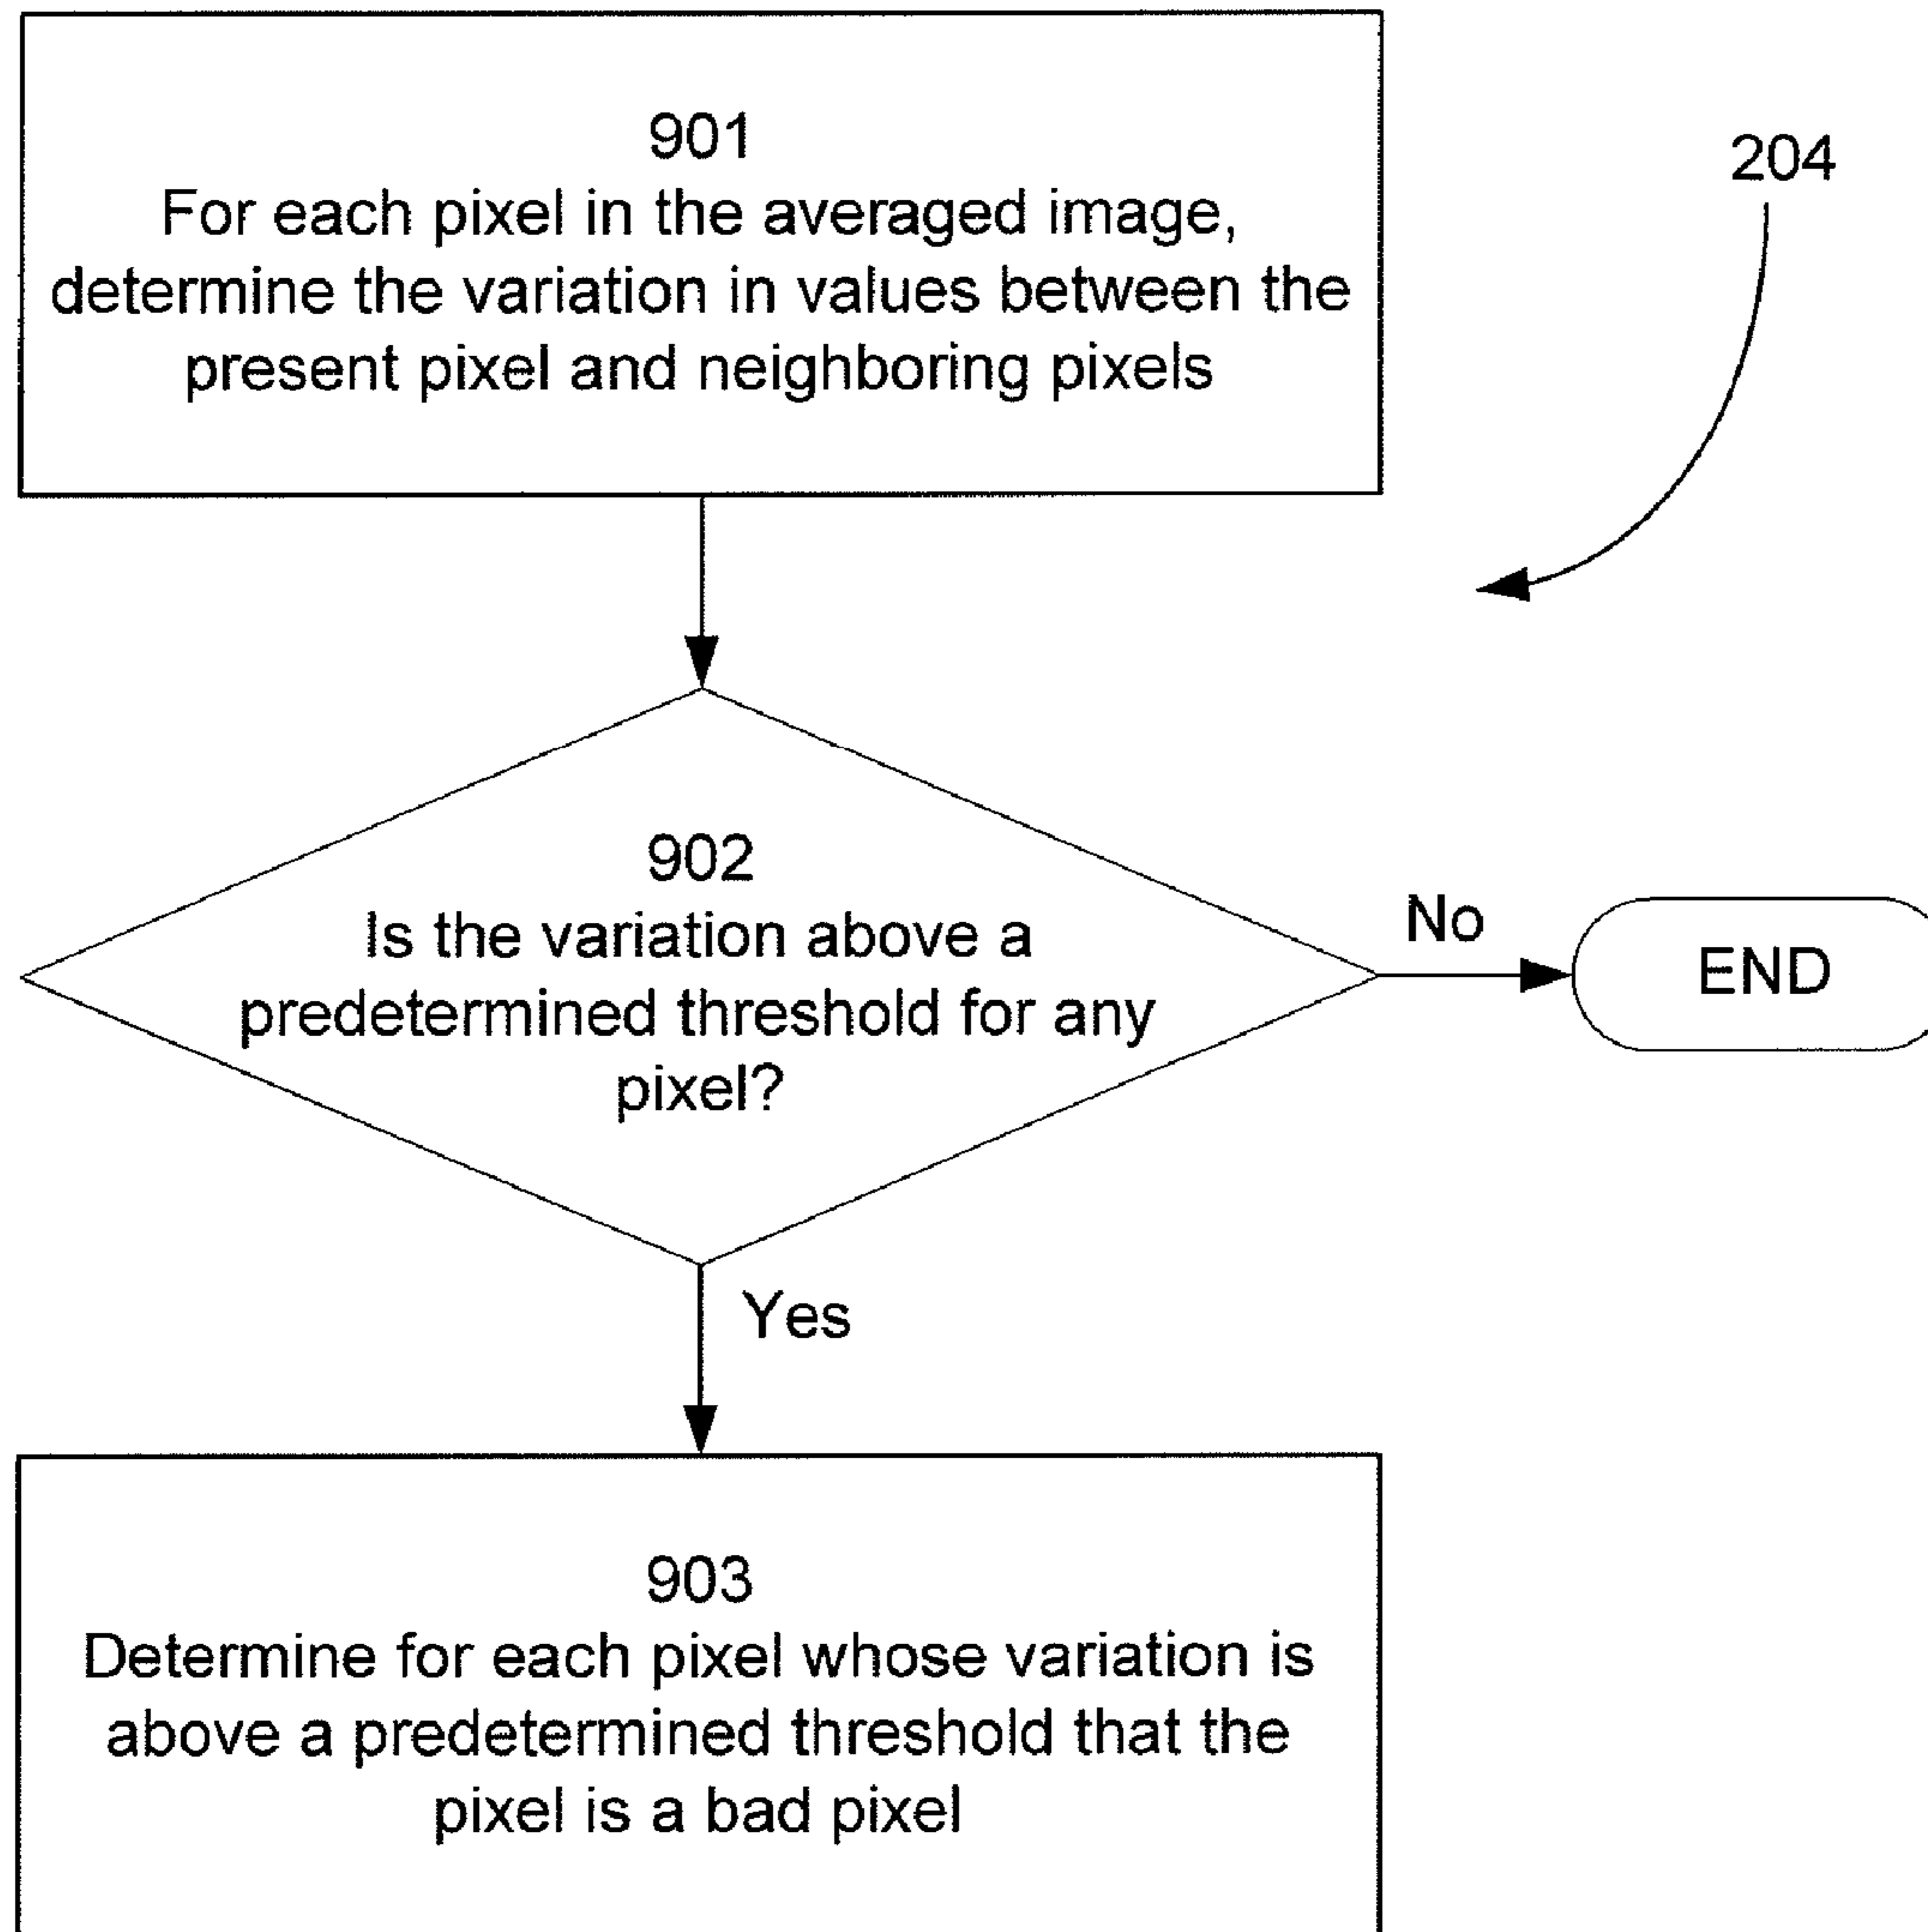 901
For each pixel in the averaged image,
determine the variation in values between the
present pixel and neighboring pixels
204
902
Is the variation above a
predetermined threshold for any
pixel?
No
END
Yes
903
Determine for each pixel whose variation is
above a predetermined threshold that the
pixel is a bad pixel